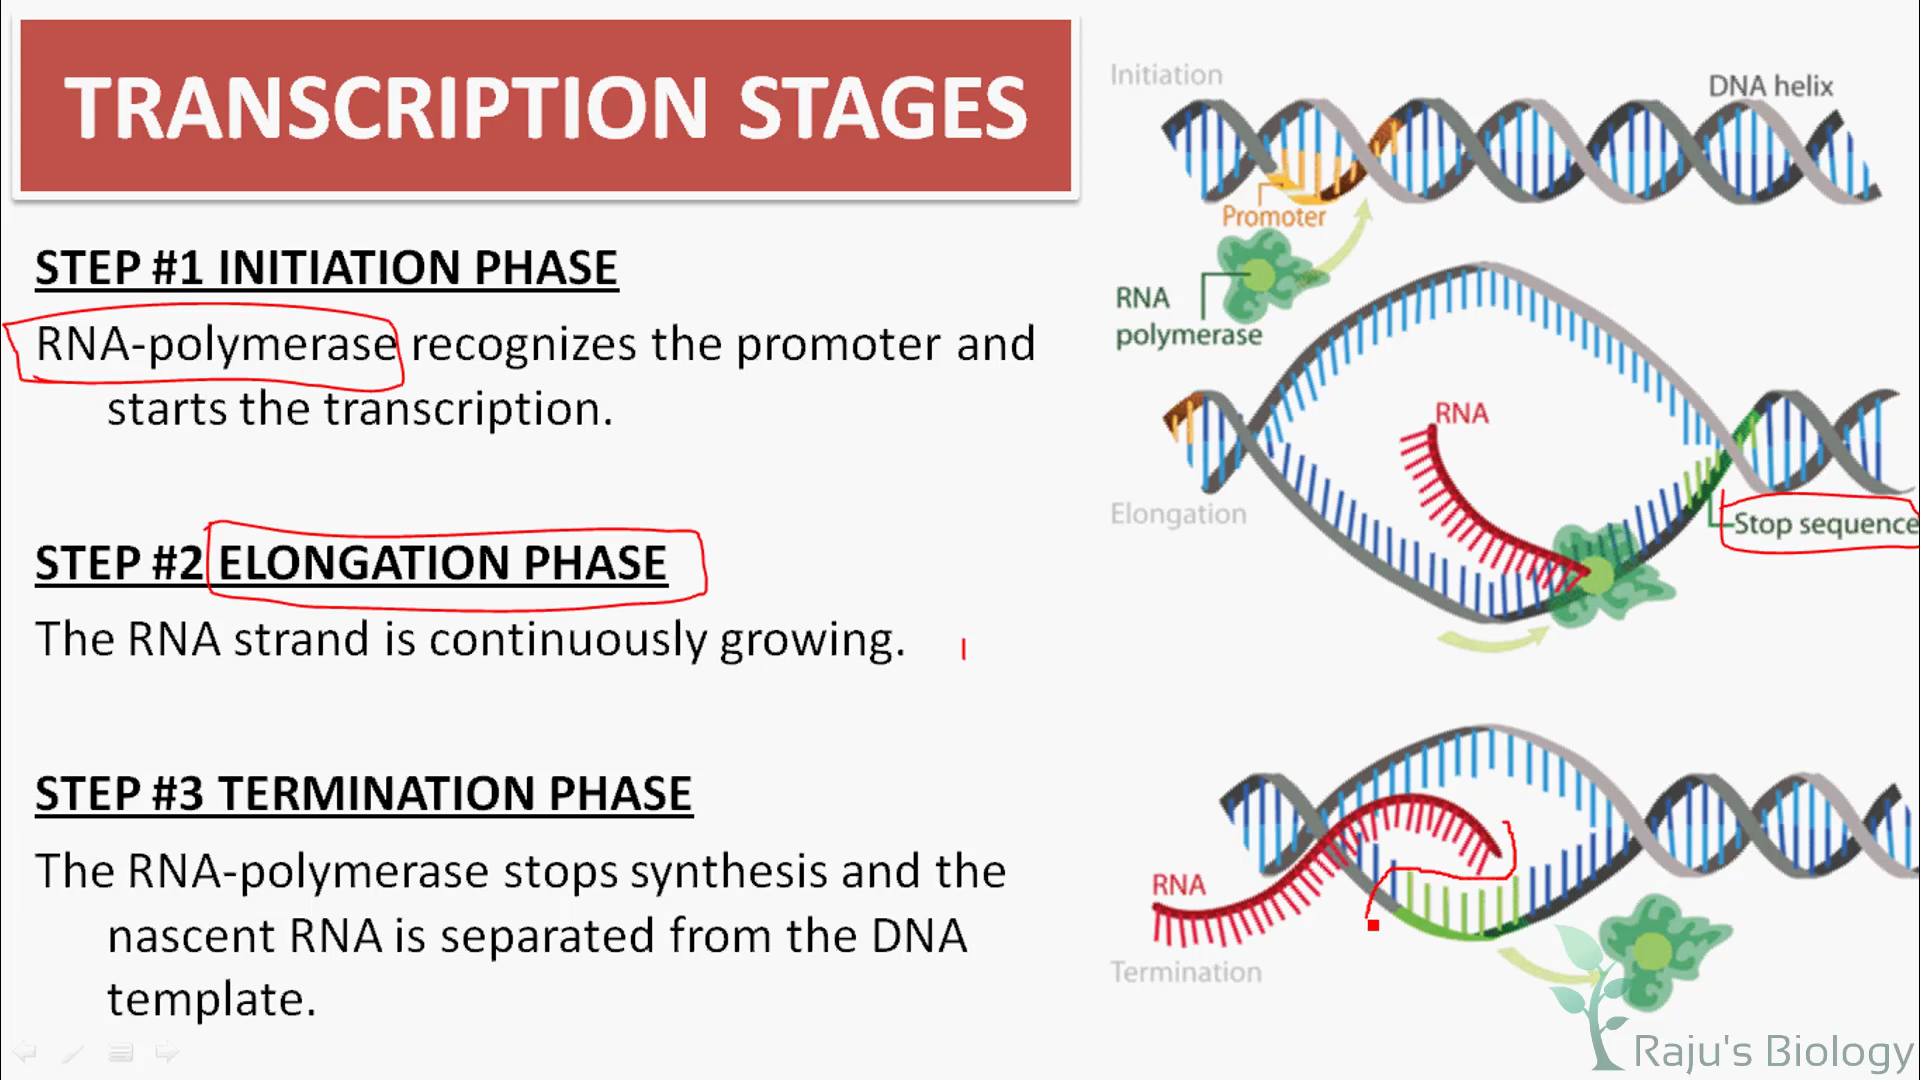 TRANSCRIPTION STAGES
STEP #1 INITIATION PHASE
RNA-polymerase recognizes the promoter and
starts the transcription.
STEP #2 ELONGATION PHASE
The RNA strand is continuously growing.
STEP #3 TERMINATION PHASE
The RNA-polymerase stops synthesis and the
nascent RNA is separated from the DNA
template.
Initiation
DNA helix
Promoter
RNA
polymerase
RNA
Elongation
Stop sequence
RNA
Termination
Raju's Biology